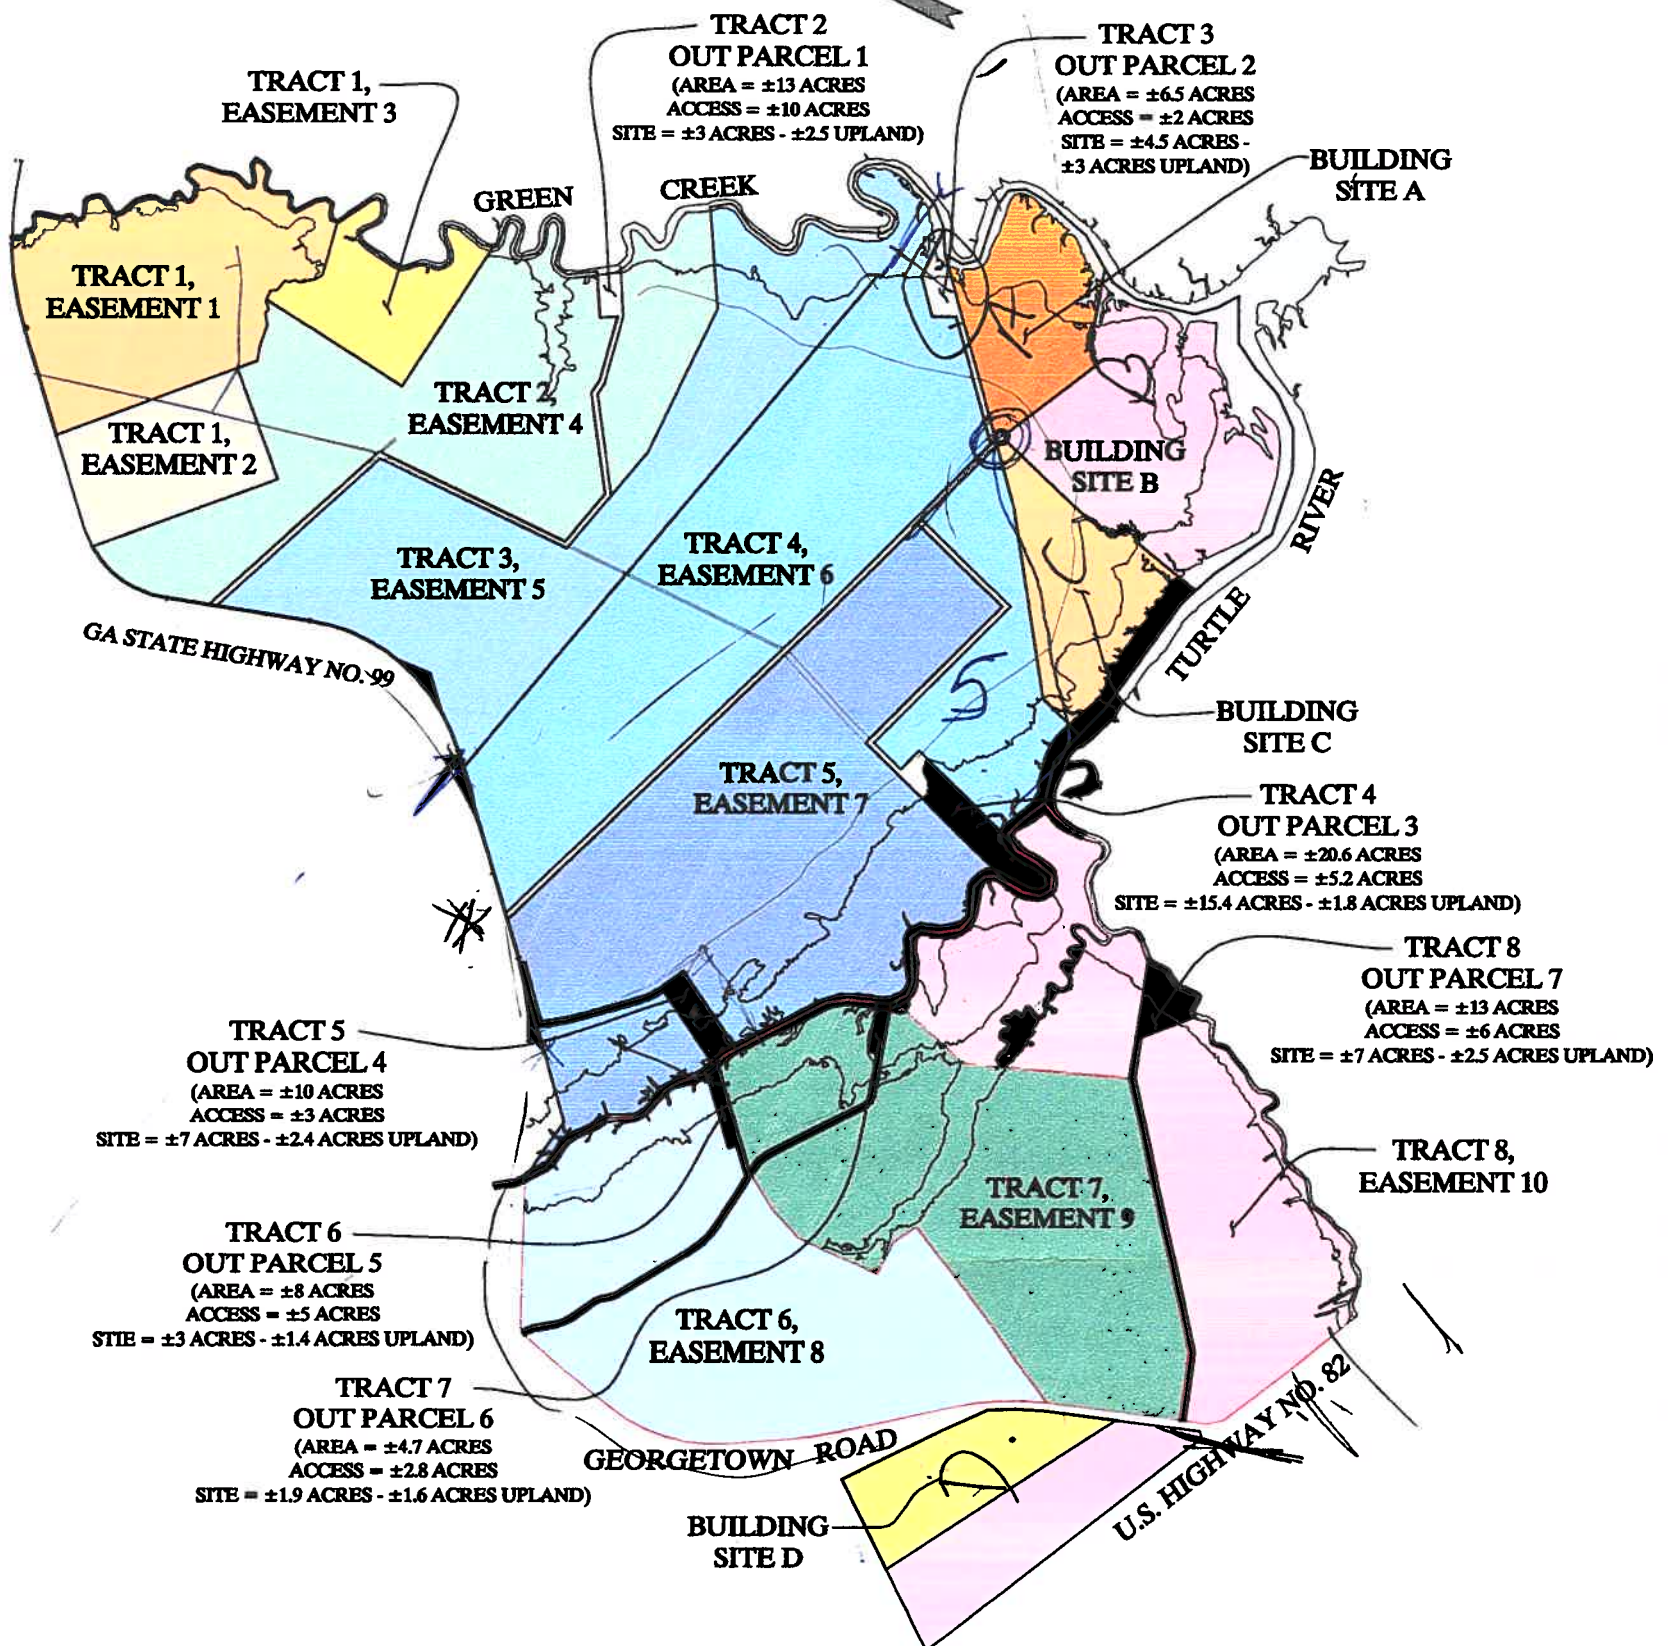 TRACT 2
OUT PARCEL 1
(AREA = ±13 ACRES
ACCESS = ±10 ACRES
SITE = ±3 ACRES - ±2.5 UPLAND)
TRACT 3
OUT PARCEL 2
(AREA = ±6.5 ACRES
ACCESS = ±2 ACRES
SITE = ±4.5 ACRES -
±3 ACRES UPLAND)
TRACT 1,
EASEMENT 3
BUILDING
SITE A
GREEN CREEK
TRACT 1,
EASEMENT 1
A
B
TRACT 2,
EASEMENT 4
TRACT 1,
EASEMENT 2
BUILDING
SITE B
TURTLE RIVER
TRACT 3,
EASEMENT 5
TRACT 4,
EASEMENT 6
C
GA STATE HIGHWAY NO. 99
5
BUILDING
SITE C
TRACT 5,
EASEMENT 7
TRACT 4
OUT PARCEL 3
(AREA = ±20.6 ACRES
ACCESS = ±5.2 ACRES
SITE = ±15.4 ACRES - ±1.8 ACRES UPLAND)
TRACT 8
OUT PARCEL 7
(AREA = ±13 ACRES
ACCESS = ±6 ACRES
SITE = ±7 ACRES - ±2.5 ACRES UPLAND)
TRACT 5
OUT PARCEL 4
(AREA = ±10 ACRES
ACCESS = ±3 ACRES
SITE = ±7 ACRES - ±2.4 ACRES UPLAND)
TRACT 8,
EASEMENT 10
TRACT 7,
EASEMENT 9
TRACT 6
OUT PARCEL 5
(AREA = ±8 ACRES
ACCESS = ±5 ACRES
STIE = ±3 ACRES - ±1.4 ACRES UPLAND)
TRACT 6,
EASEMENT 8
TRACT 7
OUT PARCEL 6
(AREA = ±4.7 ACRES
ACCESS = ±2.8 ACRES
SITE = ±1.9 ACRES - ±1.6 ACRES UPLAND)
GEORGETOWN ROAD
U.S. HIGHWAY NO. 82
D
BUILDING
SITE D